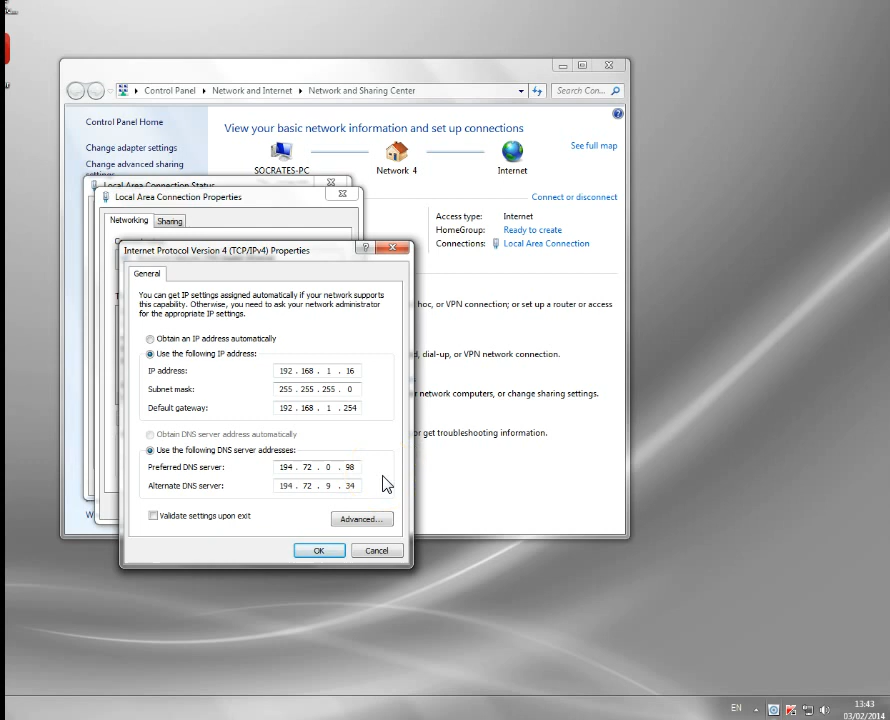 Control Panel
Network and Internet
Network and Sharing Center
Search Con...
Control Panel Home
Change adapter settings
Change advanced sharing
settings
View your basic network information and set up connections
See full map
SOCRATES-PC
Network 4
Internet
Connect or disconnect
Access type: Internet
HomeGroup: Ready to create
Connections: Local Area Connection
hoc, or VPN connection; or set up a router or access
d, dial-up, or VPN network connection.
network computers, or change sharing settings.
or get troubleshooting information.
Local Area Connection Status
Local Area Connection Properties
Networking
Sharing
Internet Protocol Version 4 (TCP/IPv4) Properties
General
You can get IP settings assigned automatically if your network supports
this capability. Otherwise, you need to ask your network administrator
for the appropriate IP settings.
Obtain an IP address automatically
Use the following IP address:
IP address: 192 . 168 . 1 . 16
Subnet mask: 255 . 255 . 255 . 0
Default gateway: 192 . 168 . 1 . 254
Obtain DNS server address automatically
Use the following DNS server addresses:
Preferred DNS server: 194 . 72 . 0 . 98
Alternate DNS server: 194 . 72 . 9 . 34
Validate settings upon exit
Advanced...
OK
Cancel
EN
13:43
03/02/2014